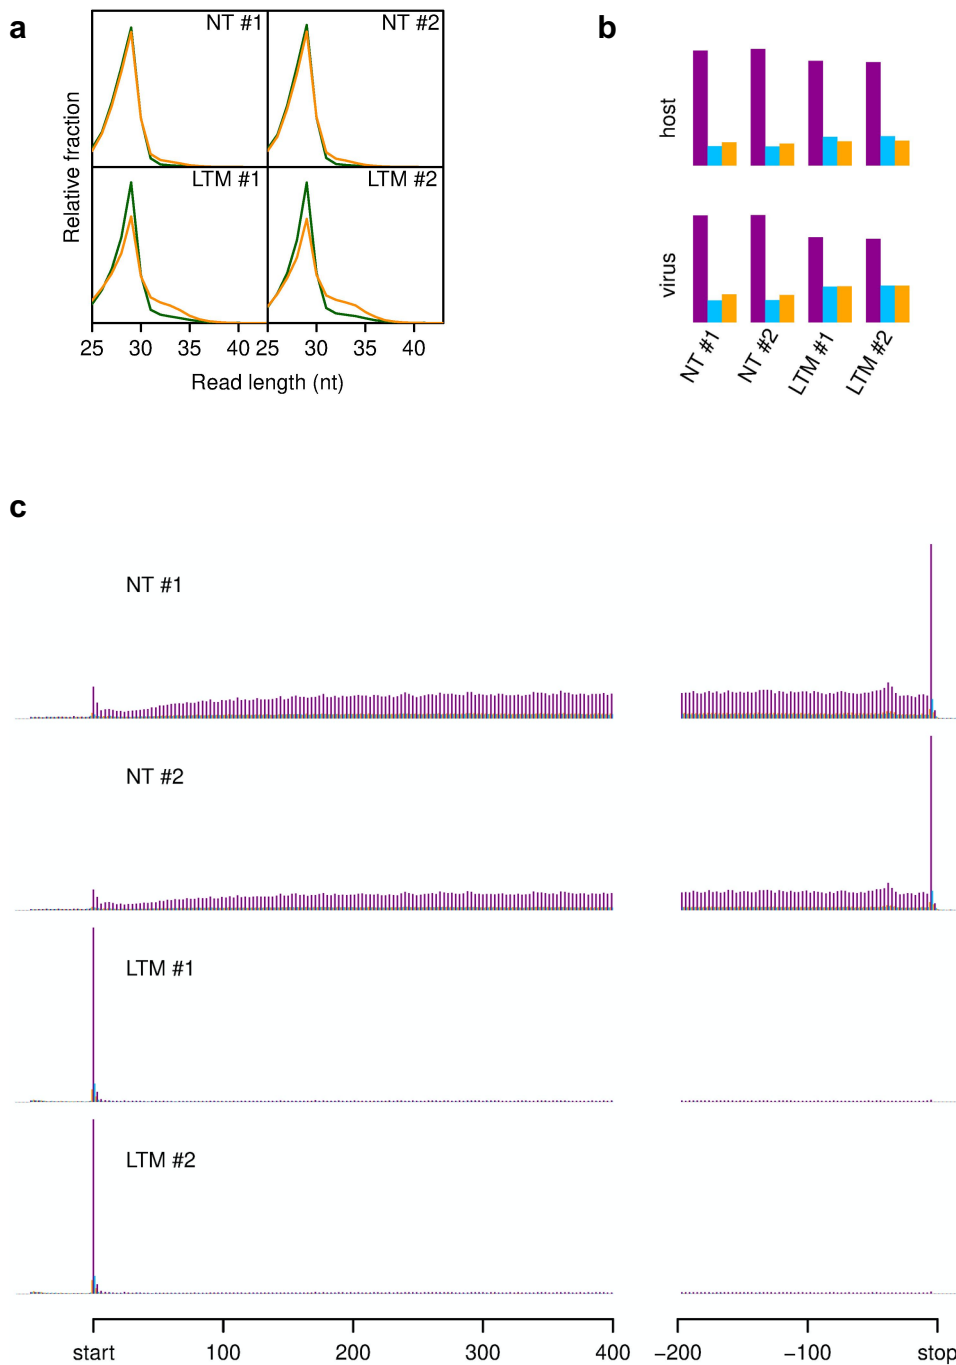 a
NT #1
NT #2
LTM #1
LTM #2
Relative fraction
25 30 35 40 25 30 35 40
Read length (nt)
b
host
virus
NT #1
NT #2
LTM #1
LTM #2
c
NT #1
NT #2
LTM #1
LTM #2
start 100 200 300 400 −200 −100 stop